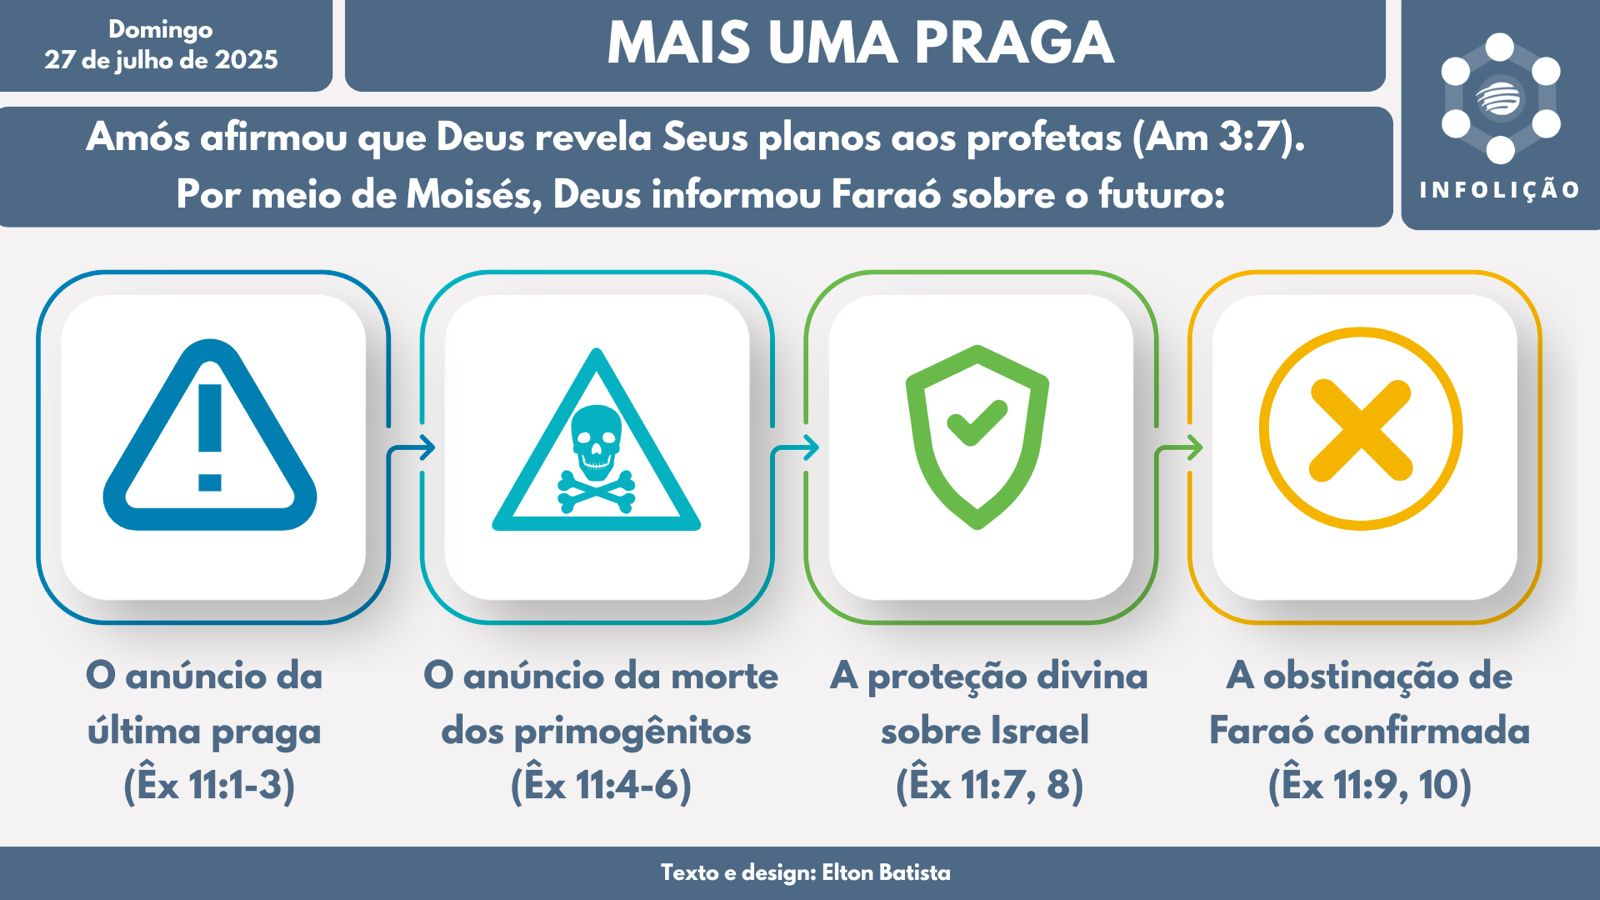 Domingo
27 de julho de 2025
MAIS UMA PRAGA
Amós afirmou que Deus revela Seus planos aos profetas (Am 3:7).
Por meio de Moisés, Deus informou Faraó sobre o futuro:
INFOLIÇÃO
O anúncio da
última praga
(Êx 11:1-3)
O anúncio da morte
dos primogênitos
(Êx 11:4-6)
A proteção divina
sobre Israel
(Êx 11:7, 8)
A obstinação de
Faraó confirmada
(Êx 11:9, 10)
Texto e design: Elton Batista